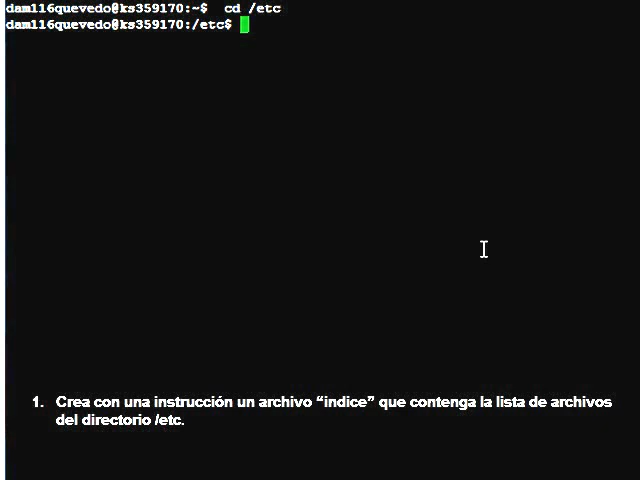 dam116quevedo@ks359170:~$  cd /etc
dam116quevedo@ks359170:/etc$
1. Crea con una instrucción un archivo “indice” que contenga la lista de archivos
del directorio /etc.